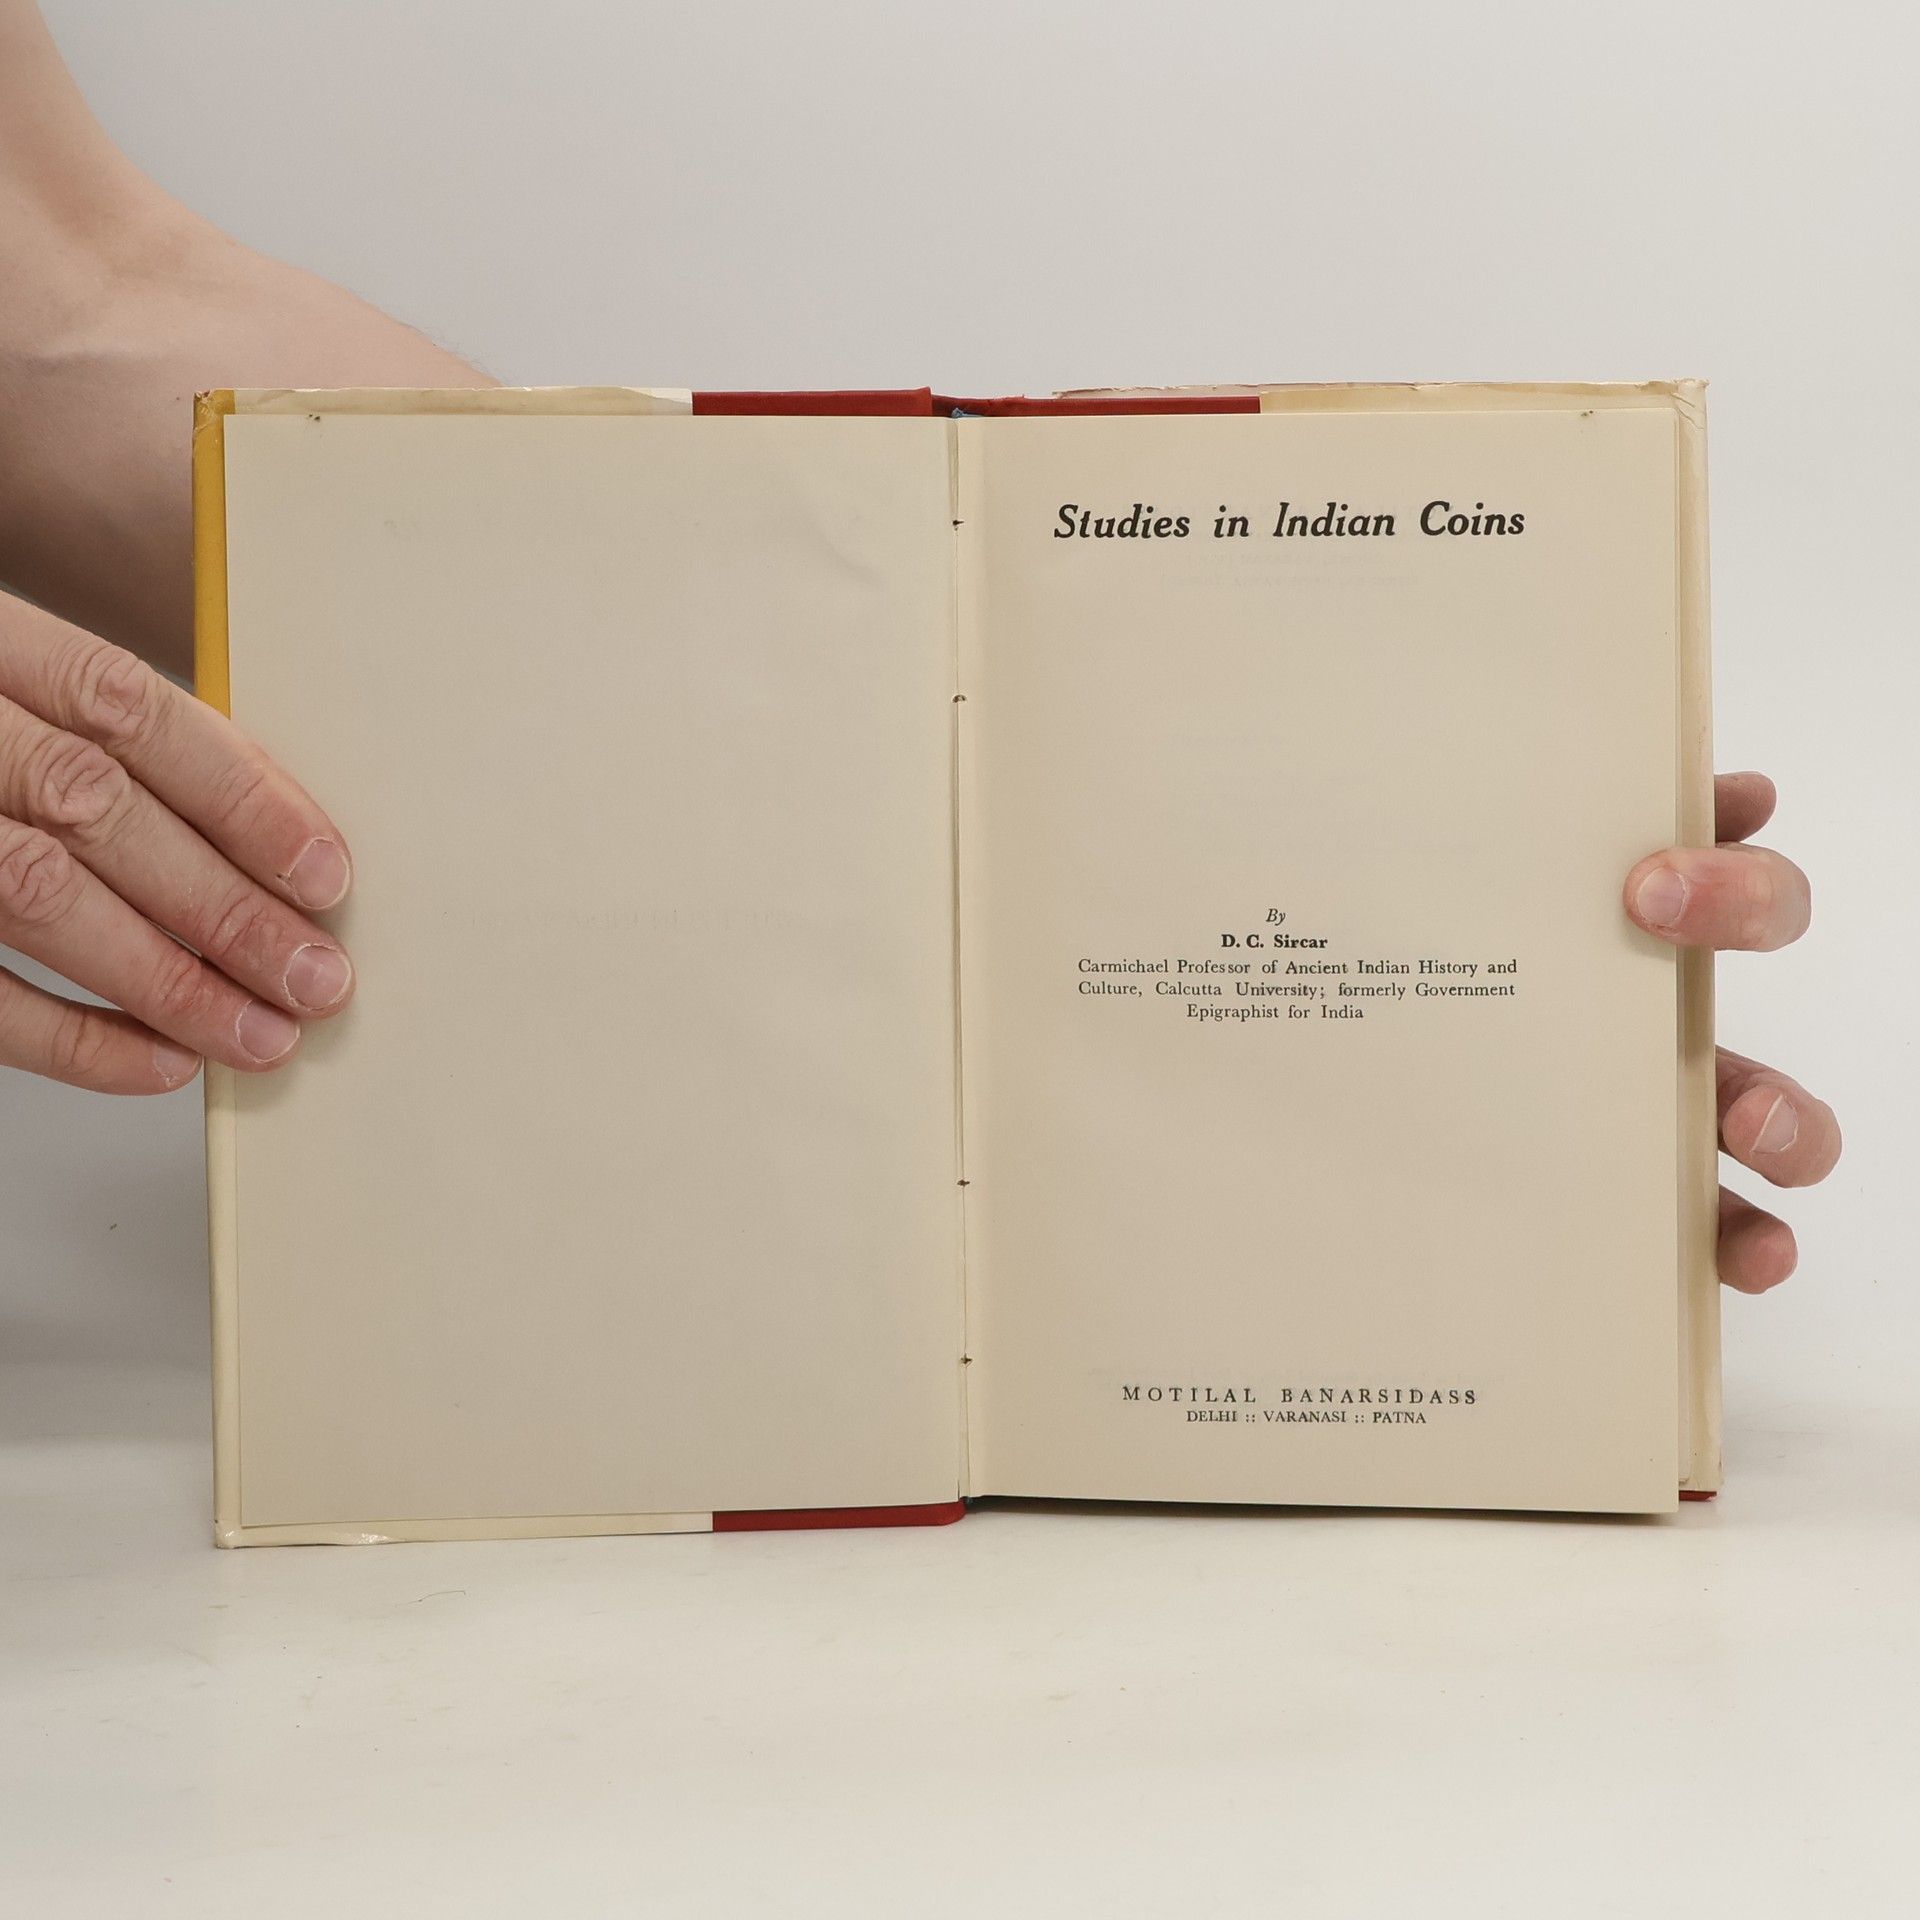 Studies in Indian Coins
By
D. C. Sircar
Carmichael Professor of Ancient Indian History and
Culture, Calcutta University; formerly Government
Epigraphist for India
MOTILAL BANARSIDASS
DELHI :: VARANASI :: PATNA